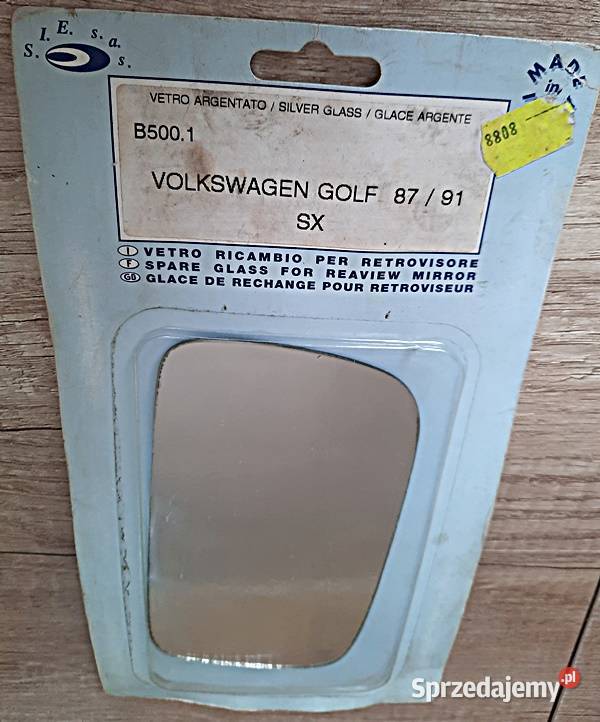 S. I. E. s. a. s.
MADE
in
I
VETRO ARGENTATO / SILVER GLASS / GLACE ARGENTE
B500.1
8808
VOLKSWAGEN GOLF 87 / 91
SX
I VETRO RICAMBIO PER RETROVISORE
F SPARE GLASS FOR REAVIEW MIRROR
GB GLACE DE RECHANGE POUR RETROVISEUR
Sprzedajemy.pl